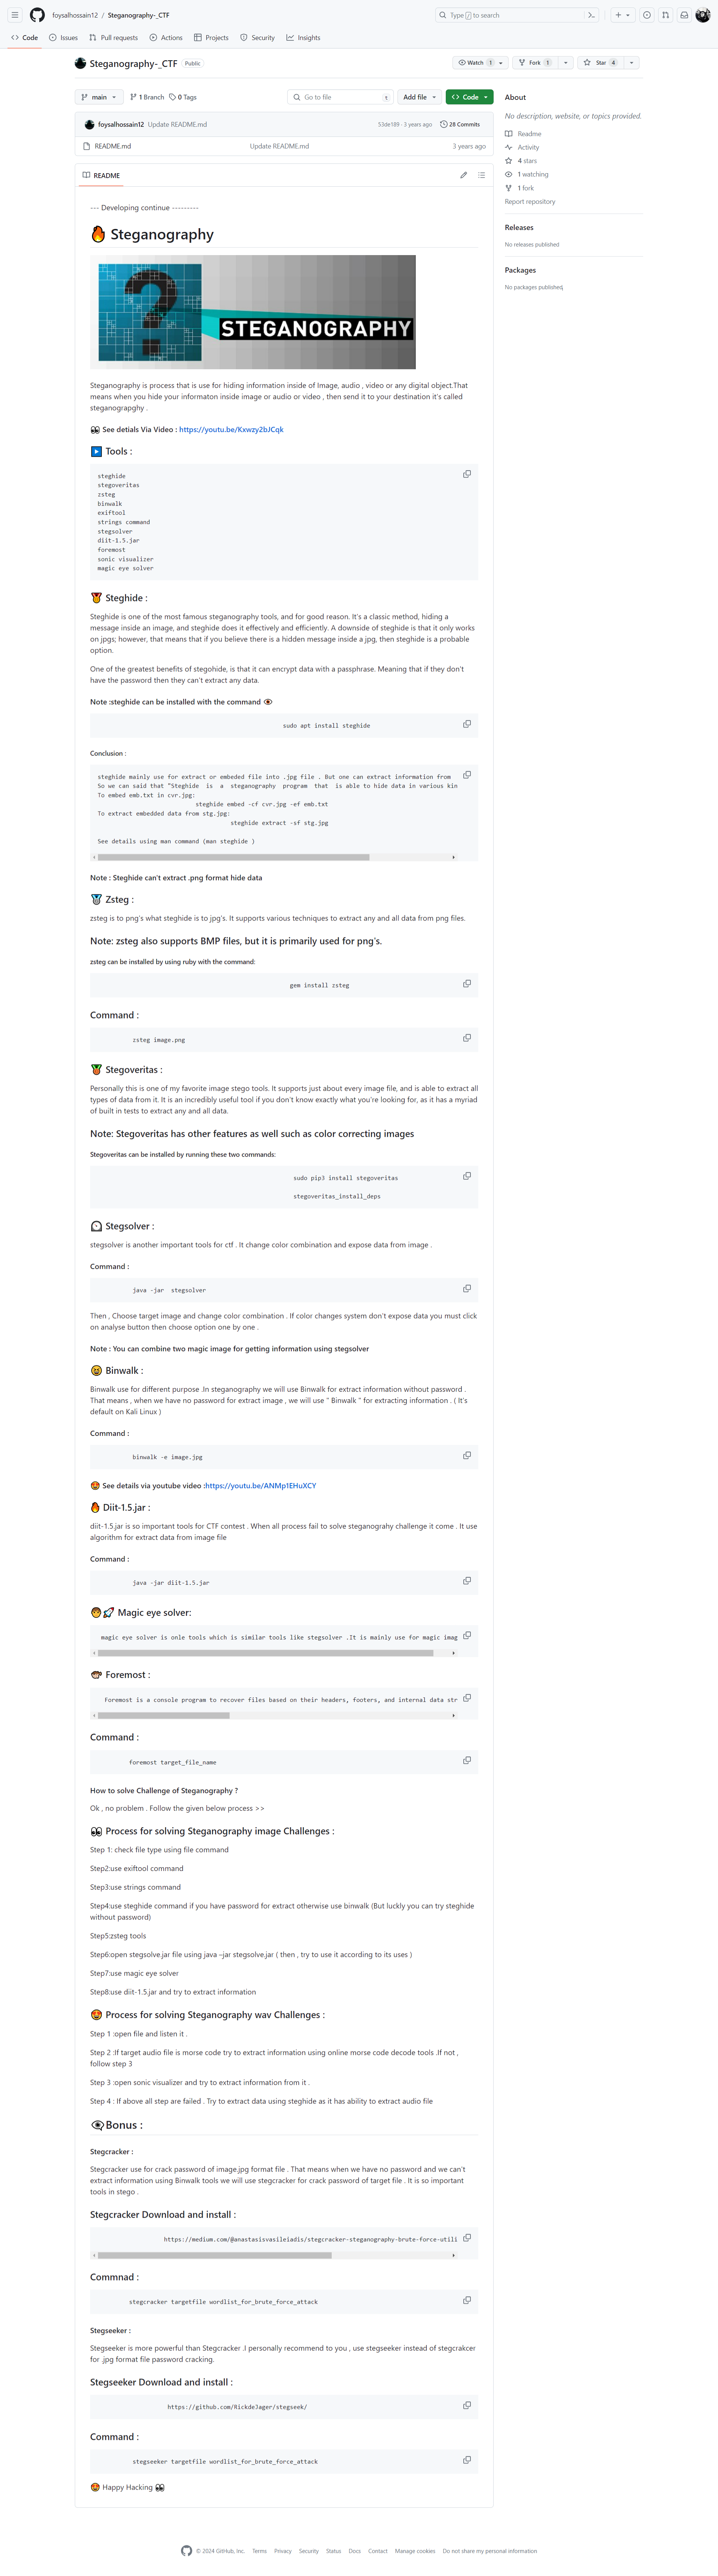 foysalhossain12 / Steganography-_CTF
Type / to search
Code Issues Pull requests Actions Projects Security Insights
Steganography-_CTF Public
Watch 1 Fork 1 Star 4
main 1 Branch 0 Tags
Go to file t
Add file Code
foysalhossain12 Update README.md 53de189 · 3 years ago 28 Commits
README.md Update README.md 3 years ago
README
--- Developing continue ---------
Steganography
STEGANOGRAPHY
Steganography is process that is use for hiding information inside of Image, audio , video or any digital object.That
means when you hide your informaton inside image or audio or video , then send it to your destination it's called
steganograpghy .
See detials Via Video : https://youtu.be/Kxwzy2bJCqk
Tools :
steghide
stegoveritas
zsteg
binwalk
exiftool
strings command
stegsolver
diit-1.5.jar
foremost
sonic visualizer
magic eye solver
Steghide :
Steghide is one of the most famous steganography tools, and for good reason. It's a classic method, hiding a
message inside an image, and steghide does it effectively and efficiently. A downside of steghide is that it only works
on jpgs; however, that means that if you believe there is a hidden message inside a jpg, then steghide is a probable
option.
One of the greatest benefits of stegohide, is that it can encrypt data with a passphrase. Meaning that if they don't
have the password then they can't extract any data.
Note :steghide can be installed with the command
sudo apt install steghide
Conclusion :
steghide mainly use for extract or embeded file into .jpg file . But one can extract information from
So we can said that "Steghide is a steganography program that is able to hide data in various kin
To embed emb.txt in cvr.jpg:
steghide embed -cf cvr.jpg -ef emb.txt
To extract embedded data from stg.jpg:
steghide extract -sf stg.jpg
See details using man command (man steghide )
Note : Steghide can't extract .png format hide data
Zsteg :
zsteg is to png's what steghide is to jpg's. It supports various techniques to extract any and all data from png files.
Note: zsteg also supports BMP files, but it is primarily used for png's.
zsteg can be installed by using ruby with the command:
gem install zsteg
Command :
zsteg image.png
Stegoveritas :
Personally this is one of my favorite image stego tools. It supports just about every image file, and is able to extract all
types of data from it. It is an incredibly useful tool if you don't know exactly what you're looking for, as it has a myriad
of built in tests to extract any and all data.
Note: Stegoveritas has other features as well such as color correcting images
Stegoveritas can be installed by running these two commands:
sudo pip3 install stegoveritas
stegoveritas_install_deps
Stegsolver :
stegsolver is another important tools for ctf . It change color combination and expose data from image .
Command :
java -jar stegsolver
Then , Choose target image and change color combination . If color changes system don't expose data you must click
on analyse button then choose option one by one .
Note : You can combine two magic image for getting information using stegsolver
Binwalk :
Binwalk use for different purpose .In steganography we will use Binwalk for extract information without password .
That means , when we have no password for extract image , we will use " Binwalk " for extracting information . ( It's
default on Kali Linux )
Command :
binwalk -e image.jpg
See details via youtube video :https://youtu.be/ANMp1EHuXCY
Diit-1.5.jar :
diit-1.5.jar is so important tools for CTF contest . When all process fail to solve steganograhy challenge it come . It use
algorithm for extract data from image file
Command :
java -jar diit-1.5.jar
Magic eye solver:
magic eye solver is onle tools which is similar tools like stegsolver .It is mainly use for magic imag
Foremost :
Foremost is a console program to recover files based on their headers, footers, and internal data str
Command :
foremost target_file_name
How to solve Challenge of Steganography ?
Ok , no problem . Follow the given below process >>
Process for solving Steganography image Challenges :
Step 1: check file type using file command
Step2:use exiftool command
Step3:use strings command
Step4:use steghide command if you have password for extract otherwise use binwalk (But luckly you can try steghide
without password)
Step5:zsteg tools
Step6:open stegsolve.jar file using java –jar stegsolve.jar ( then , try to use it according to its uses )
Step7:use magic eye solver
Step8:use diit-1.5.jar and try to extract information
Process for solving Steganography wav Challenges :
Step 1 :open file and listen it .
Step 2 :If target audio file is morse code try to extract information using online morse code decode tools .If not ,
follow step 3
Step 3 :open sonic visualizer and try to extract information from it .
Step 4 : If above all step are failed . Try to extract data using steghide as it has ability to extract audio file
Bonus :
Stegcracker :
Stegcracker use for crack password of image.jpg format file . That means when we have no password and we can't
extract information using Binwalk tools we will use stegcracker for crack password of target file . It is so important
tools in stego .
Stegcracker Download and install :
https://medium.com/@anastasisvasileiadis/stegcracker-steganography-brute-force-utili
Commnad :
stegcracker targetfile wordlist_for_brute_force_attack
Stegseeker :
Stegseeker is more powerful than Stegcracker .I personally recommend to you , use stegseeker instead of stegcrakcer
for .jpg format file password cracking.
Stegseeker Download and install :
https://github.com/RickdeJager/stegseek/
Command :
stegseeker targetfile wordlist_for_brute_force_attack
Happy Hacking
About
No description, website, or topics provided.
Readme
Activity
4 stars
1 watching
1 fork
Report repository
Releases
No releases published
Packages
No packages published
© 2024 GitHub, Inc. Terms Privacy Security Status Docs Contact Manage cookies Do not share my personal information